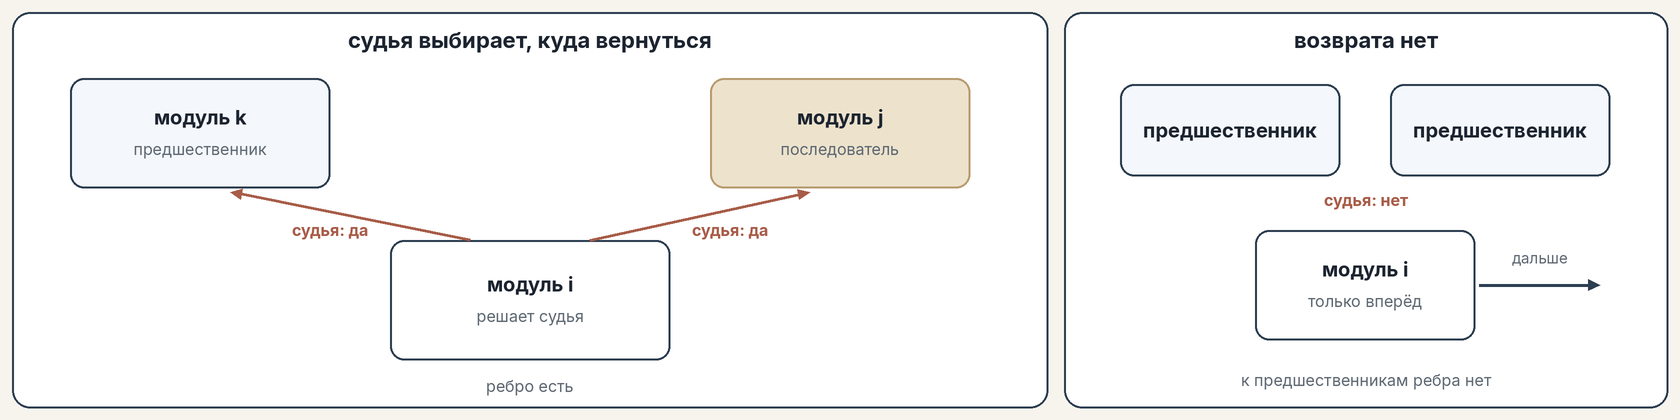 судья выбирает, куда вернуться
модуль k
предшественник
модуль j
последователь
судья: да
судья: да
модуль i
решает судья
ребро есть
возврата нет
предшественник
предшественник
судья: нет
модуль i
только вперёд
дальше
к предшественникам ребра нет